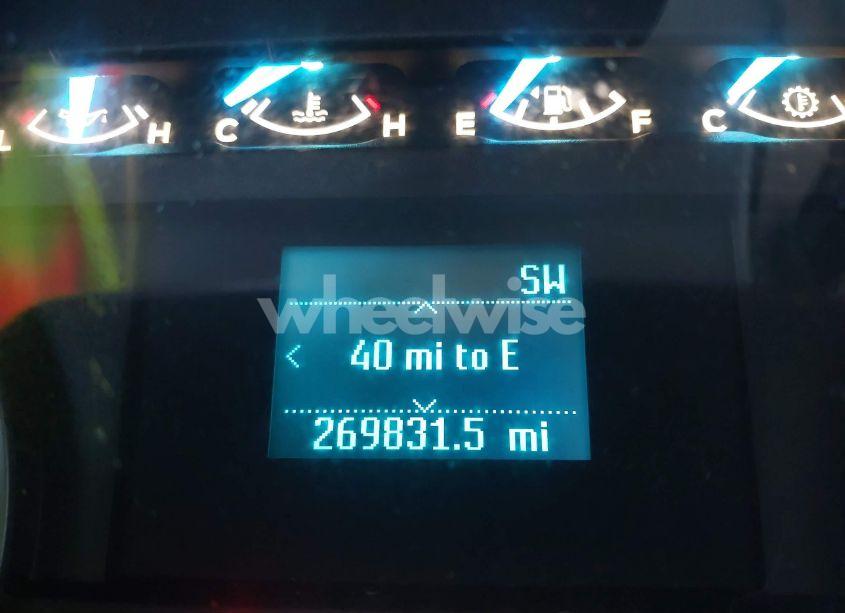 L H C H E F C
SW
wheelwise
< 40 mi to E
269831.5 mi